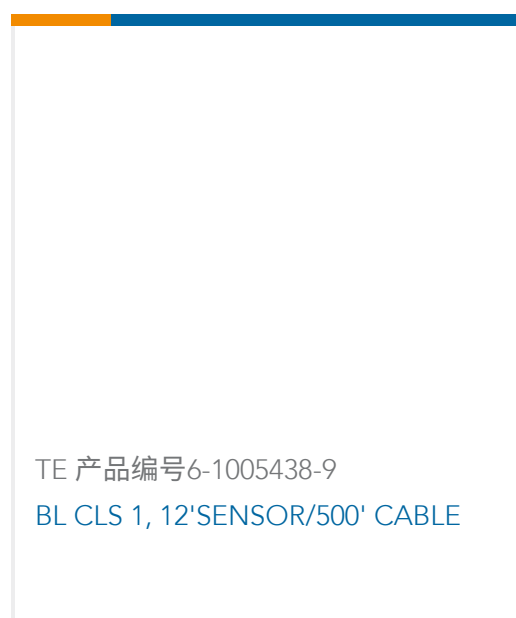 TE 产品编号6-1005438-9
BL CLS 1, 12'SENSOR/500' CABLE